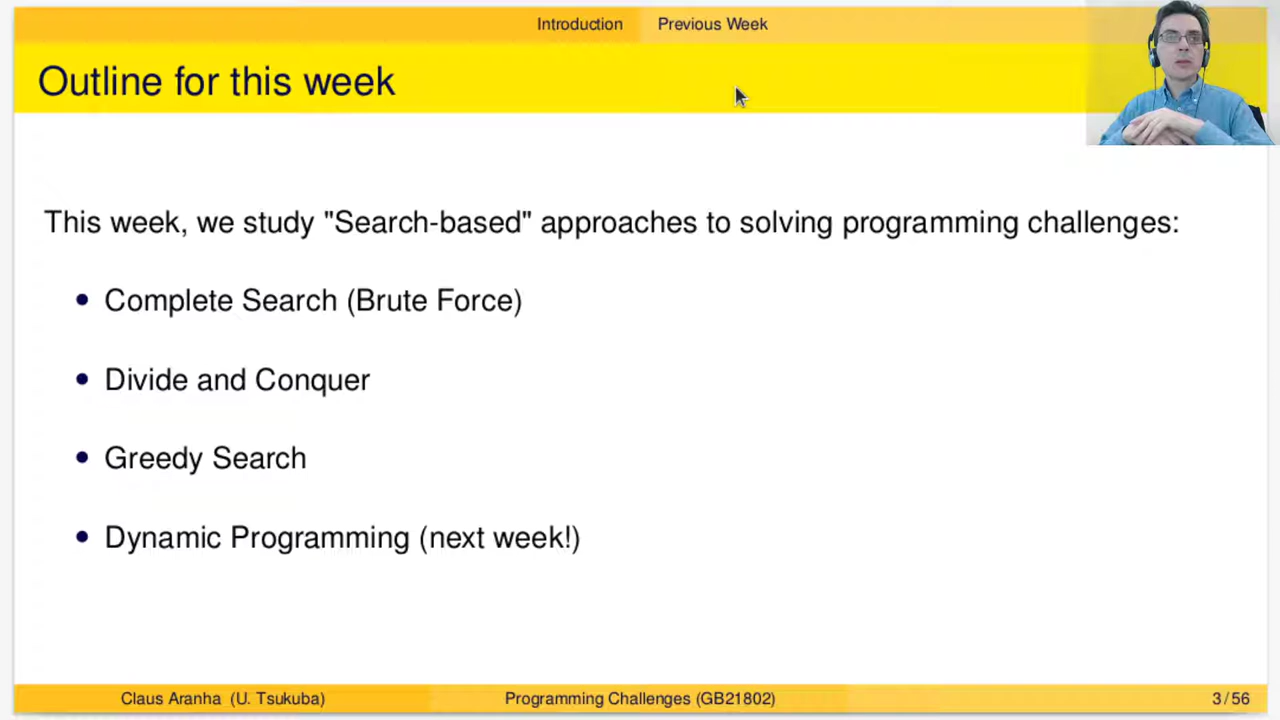 Introduction Previous Week
Outline for this week
This week, we study "Search-based" approaches to solving programming challenges:
• Complete Search (Brute Force)
• Divide and Conquer
• Greedy Search
• Dynamic Programming (next week!)
Claus Aranha (U. Tsukuba) Programming Challenges (GB21802) 3 / 56